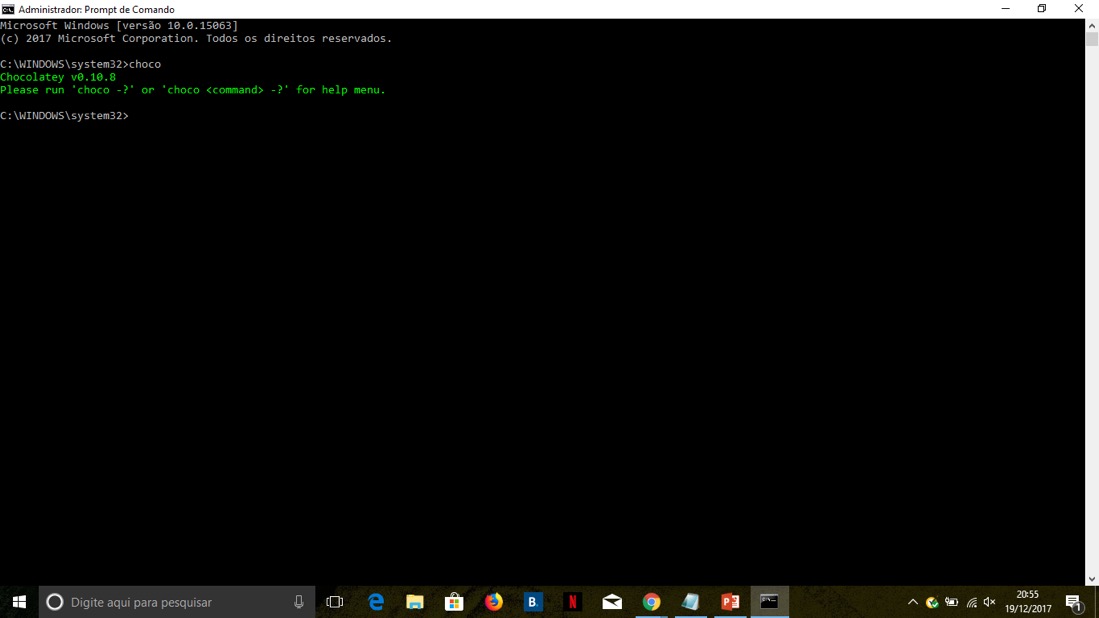 Administrador: Prompt de Comando
Microsoft Windows [versão 10.0.15063]
(c) 2017 Microsoft Corporation. Todos os direitos reservados.
C:\WINDOWS\system32>choco
Chocolatey v0.10.8
Please run 'choco -?' or 'choco <command> -?' for help menu.
C:\WINDOWS\system32>
Digite aqui para pesquisar
B.
N
20:55
19/12/2017
1